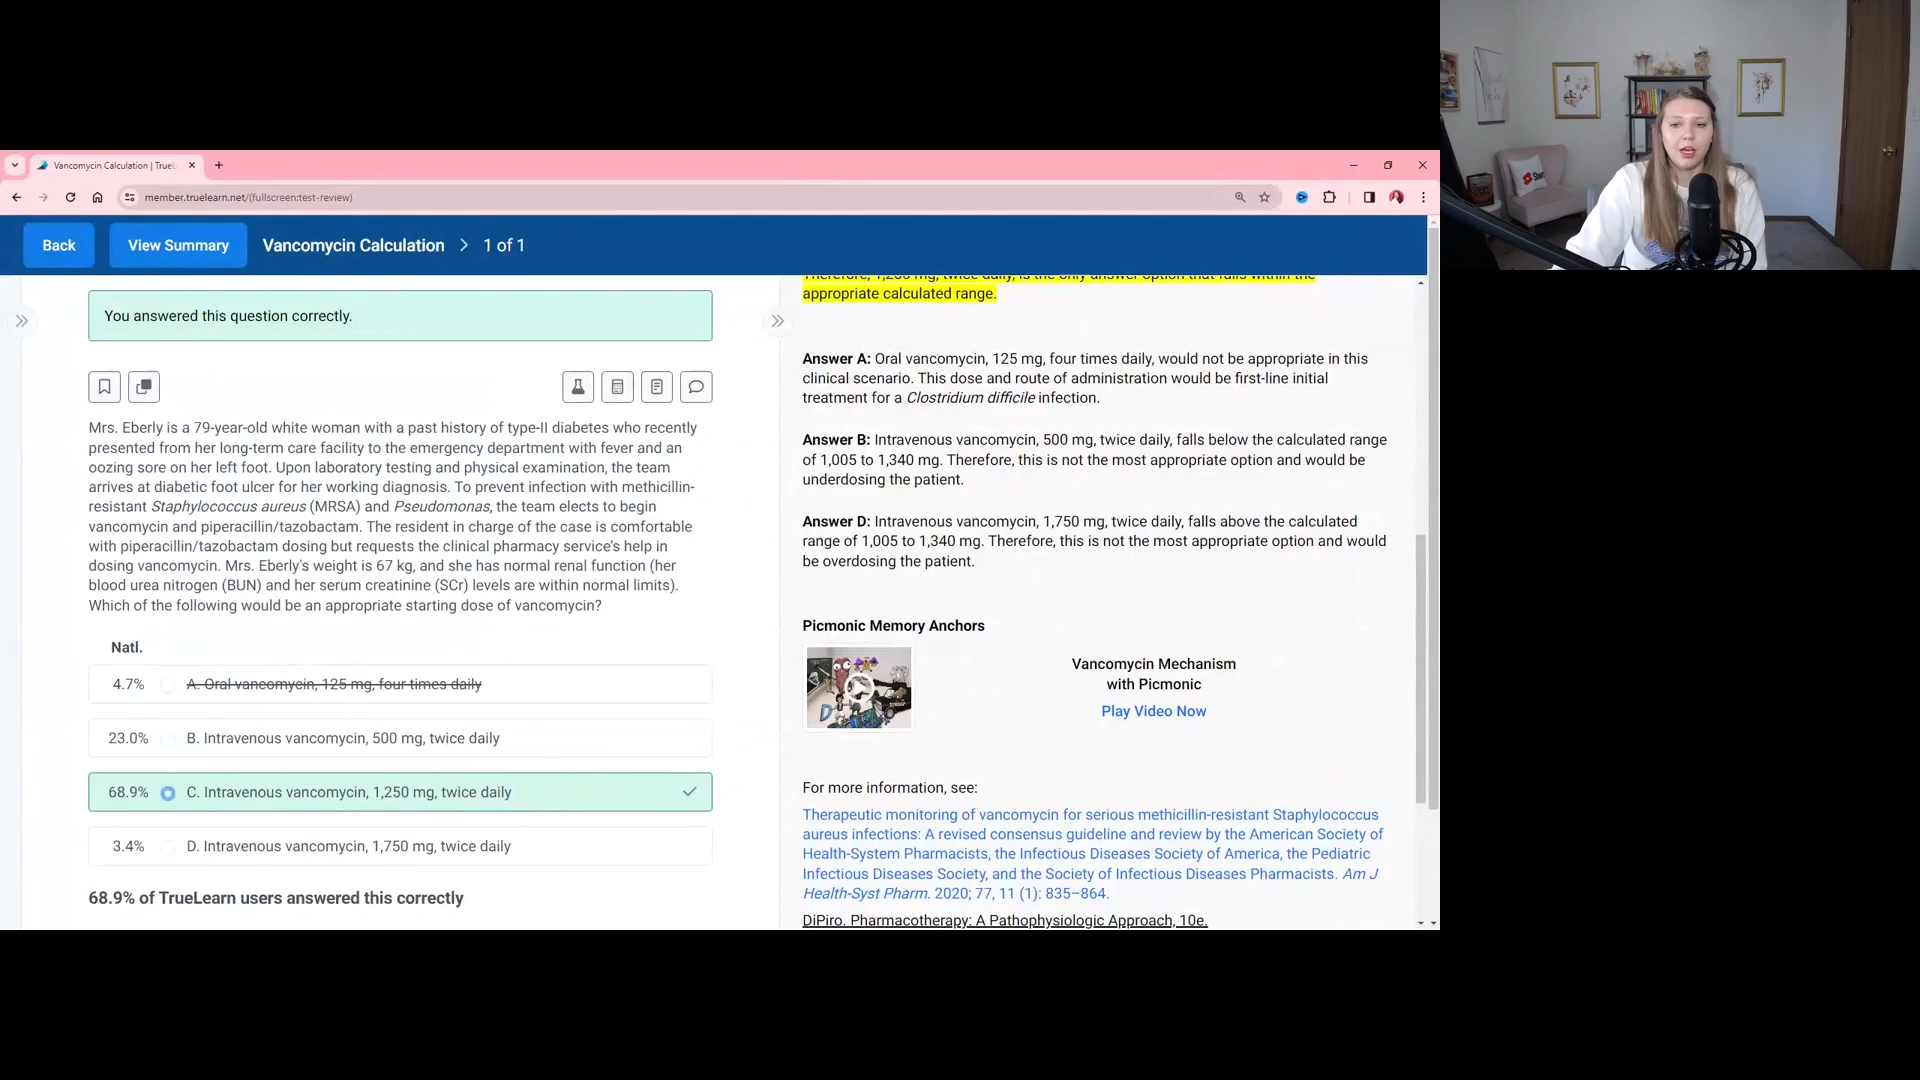 Vancomycin Calculation | TrueL
member.truelearn.net/(fullscreen:test-review)
Back
View Summary
Vancomycin Calculation > 1 of 1
You answered this question correctly.
Mrs. Eberly is a 79-year-old white woman with a past history of type-II diabetes who recently
presented from her long-term care facility to the emergency department with fever and an
oozing sore on her left foot. Upon laboratory testing and physical examination, the team
arrives at diabetic foot ulcer for her working diagnosis. To prevent infection with methicillin-
resistant Staphylococcus aureus (MRSA) and Pseudomonas, the team elects to begin
vancomycin and piperacillin/tazobactam. The resident in charge of the case is comfortable
with piperacillin/tazobactam dosing but requests the clinical pharmacy service's help in
dosing vancomycin. Mrs. Eberly's weight is 67 kg, and she has normal renal function (her
blood urea nitrogen (BUN) and her serum creatinine (SCr) levels are within normal limits).
Which of the following would be an appropriate starting dose of vancomycin?
Natl.
4.7% A. Oral vancomycin, 125 mg, four times daily
23.0% B. Intravenous vancomycin, 500 mg, twice daily
68.9% C. Intravenous vancomycin, 1,250 mg, twice daily
3.4% D. Intravenous vancomycin, 1,750 mg, twice daily
68.9% of TrueLearn users answered this correctly
Therefore, 1,250 mg, twice daily, is the only answer option that falls within the
appropriate calculated range.
Answer A: Oral vancomycin, 125 mg, four times daily, would not be appropriate in this
clinical scenario. This dose and route of administration would be first-line initial
treatment for a Clostridium difficile infection.
Answer B: Intravenous vancomycin, 500 mg, twice daily, falls below the calculated range
of 1,005 to 1,340 mg. Therefore, this is not the most appropriate option and would be
underdosing the patient.
Answer D: Intravenous vancomycin, 1,750 mg, twice daily, falls above the calculated
range of 1,005 to 1,340 mg. Therefore, this is not the most appropriate option and would
be overdosing the patient.
Picmonic Memory Anchors
Vancomycin Mechanism
with Picmonic
Play Video Now
For more information, see:
Therapeutic monitoring of vancomycin for serious methicillin-resistant Staphylococcus
aureus infections: A revised consensus guideline and review by the American Society of
Health-System Pharmacists, the Infectious Diseases Society of America, the Pediatric
Infectious Diseases Society, and the Society of Infectious Diseases Pharmacists. Am J
Health-Syst Pharm. 2020; 77, 11 (1): 835–864.
DiPiro. Pharmacotherapy: A Pathophysiologic Approach, 10e.